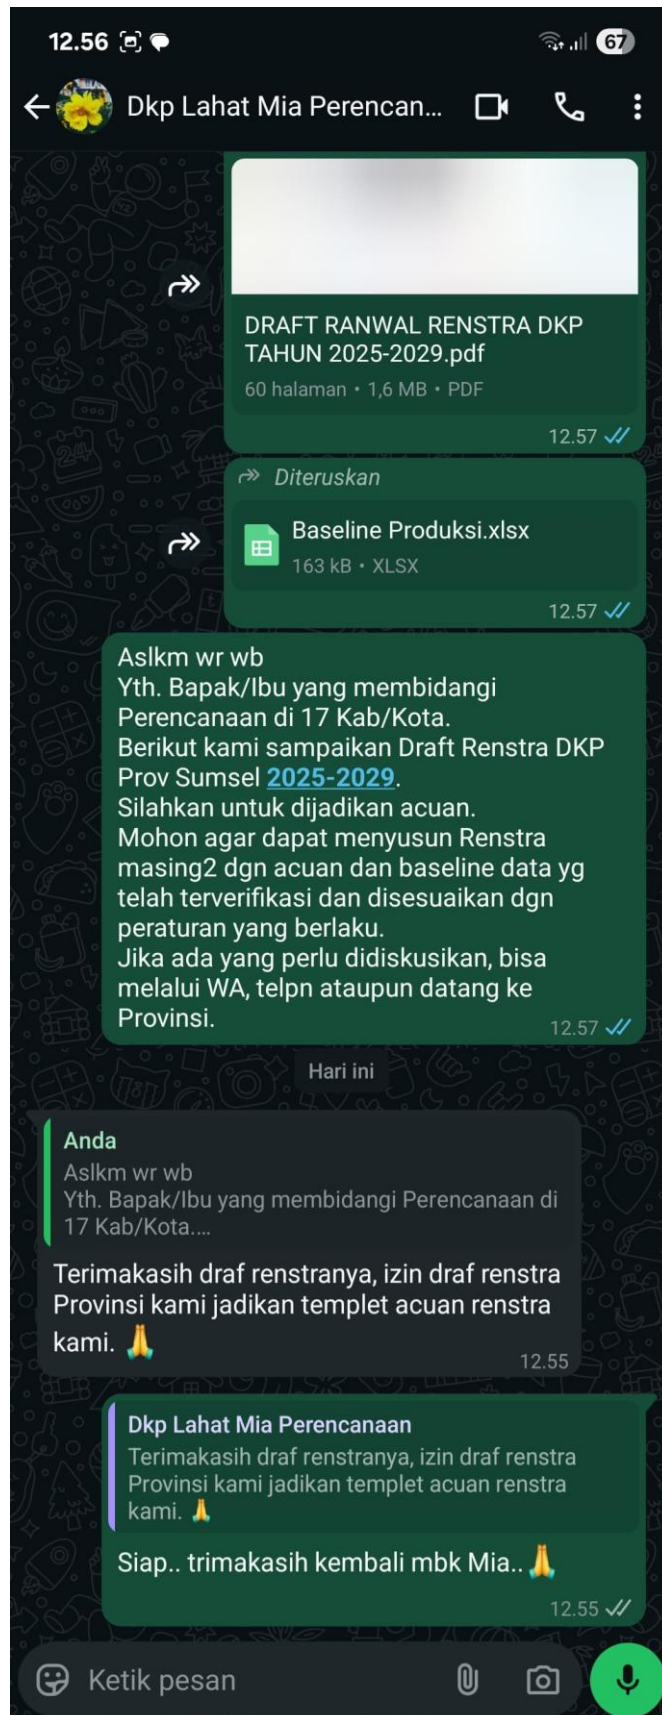 12.56
67
Dkp Lahat Mia Perencan...
DRAFT RANWAL RENSTRA DKP
TAHUN 2025-2029.pdf
60 halaman • 1,6 MB • PDF
12.57
Diteruskan
Baseline Produksi.xlsx
163 kB • XLSX
12.57
Aslkm wr wb
Yth. Bapak/Ibu yang membidangi
Perencanaan di 17 Kab/Kota.
Berikut kami sampaikan Draft Renstra DKP
Prov Sumsel 2025-2029.
Silahkan untuk dijadikan acuan.
Mohon agar dapat menyusun Renstra
masing2 dgn acuan dan baseline data yg
telah terverifikasi dan disesuaikan dgn
peraturan yang berlaku.
Jika ada yang perlu didiskusikan, bisa
melalui WA, telpn ataupun datang ke
Provinsi.
12.57
Hari ini
Anda
Aslkm wr wb
Yth. Bapak/Ibu yang membidangi Perencanaan di
17 Kab/Kota....
Terimakasih draf renstranya, izin draf renstra
Provinsi kami jadikan templet acuan renstra
kami. 🙏
12.55
Dkp Lahat Mia Perencanaan
Terimakasih draf renstranya, izin draf renstra
Provinsi kami jadikan templet acuan renstra
kami. 🙏
Siap.. trimakasih kembali mbk Mia.. 🙏
12.55
Ketik pesan